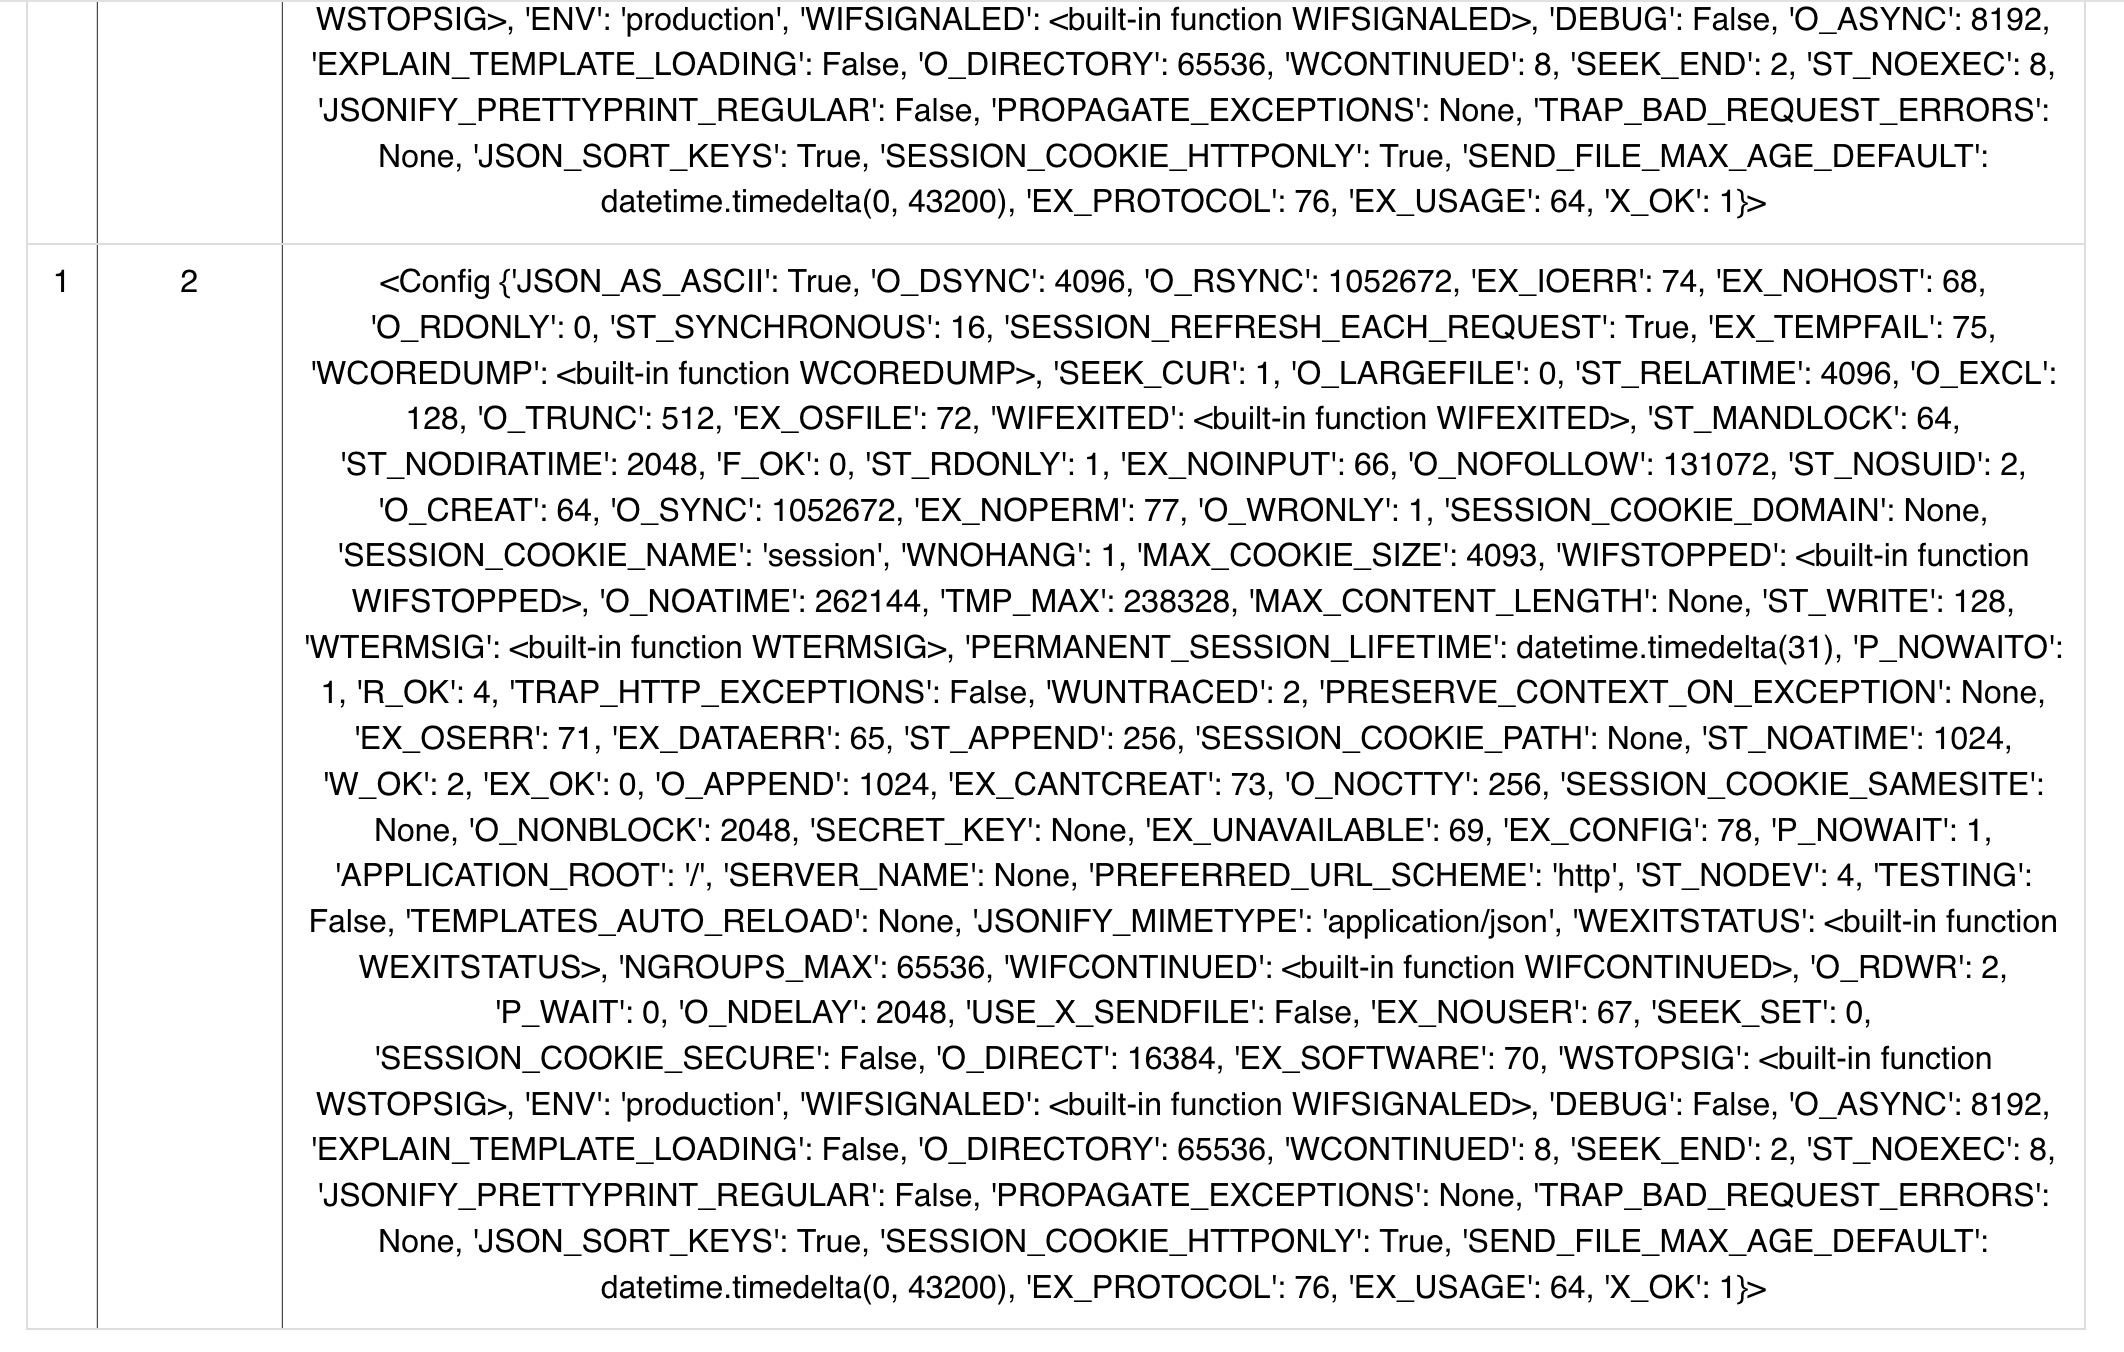 WSTOPSIG>, 'ENV': 'production', 'WIFSIGNALED': <built-in function WIFSIGNALED>, 'DEBUG': False, 'O_ASYNC': 8192,
'EXPLAIN_TEMPLATE_LOADING': False, 'O_DIRECTORY': 65536, 'WCONTINUED': 8, 'SEEK_END': 2, 'ST_NOEXEC': 8,
'JSONIFY_PRETTYPRINT_REGULAR': False, 'PROPAGATE_EXCEPTIONS': None, 'TRAP_BAD_REQUEST_ERRORS':
None, 'JSON_SORT_KEYS': True, 'SESSION_COOKIE_HTTPONLY': True, 'SEND_FILE_MAX_AGE_DEFAULT':
datetime.timedelta(0, 43200), 'EX_PROTOCOL': 76, 'EX_USAGE': 64, 'X_OK': 1}>
1 2 <Config {'JSON_AS_ASCII': True, 'O_DSYNC': 4096, 'O_RSYNC': 1052672, 'EX_IOERR': 74, 'EX_NOHOST': 68,
'O_RDONLY': 0, 'ST_SYNCHRONOUS': 16, 'SESSION_REFRESH_EACH_REQUEST': True, 'EX_TEMPFAIL': 75,
'WCOREDUMP': <built-in function WCOREDUMP>, 'SEEK_CUR': 1, 'O_LARGEFILE': 0, 'ST_RELATIME': 4096, 'O_EXCL':
128, 'O_TRUNC': 512, 'EX_OSFILE': 72, 'WIFEXITED': <built-in function WIFEXITED>, 'ST_MANDLOCK': 64,
'ST_NODIRATIME': 2048, 'F_OK': 0, 'ST_RDONLY': 1, 'EX_NOINPUT': 66, 'O_NOFOLLOW': 131072, 'ST_NOSUID': 2,
'O_CREAT': 64, 'O_SYNC': 1052672, 'EX_NOPERM': 77, 'O_WRONLY': 1, 'SESSION_COOKIE_DOMAIN': None,
'SESSION_COOKIE_NAME': 'session', 'WNOHANG': 1, 'MAX_COOKIE_SIZE': 4093, 'WIFSTOPPED': <built-in function
WIFSTOPPED>, 'O_NOATIME': 262144, 'TMP_MAX': 238328, 'MAX_CONTENT_LENGTH': None, 'ST_WRITE': 128,
'WTERMSIG': <built-in function WTERMSIG>, 'PERMANENT_SESSION_LIFETIME': datetime.timedelta(31), 'P_NOWAITO':
1, 'R_OK': 4, 'TRAP_HTTP_EXCEPTIONS': False, 'WUNTRACED': 2, 'PRESERVE_CONTEXT_ON_EXCEPTION': None,
'EX_OSERR': 71, 'EX_DATAERR': 65, 'ST_APPEND': 256, 'SESSION_COOKIE_PATH': None, 'ST_NOATIME': 1024,
'W_OK': 2, 'EX_OK': 0, 'O_APPEND': 1024, 'EX_CANTCREAT': 73, 'O_NOCTTY': 256, 'SESSION_COOKIE_SAMESITE':
None, 'O_NONBLOCK': 2048, 'SECRET_KEY': None, 'EX_UNAVAILABLE': 69, 'EX_CONFIG': 78, 'P_NOWAIT': 1,
'APPLICATION_ROOT': '/', 'SERVER_NAME': None, 'PREFERRED_URL_SCHEME': 'http', 'ST_NODEV': 4, 'TESTING':
False, 'TEMPLATES_AUTO_RELOAD': None, 'JSONIFY_MIMETYPE': 'application/json', 'WEXITSTATUS': <built-in function
WEXITSTATUS>, 'NGROUPS_MAX': 65536, 'WIFCONTINUED': <built-in function WIFCONTINUED>, 'O_RDWR': 2,
'P_WAIT': 0, 'O_NDELAY': 2048, 'USE_X_SENDFILE': False, 'EX_NOUSER': 67, 'SEEK_SET': 0,
'SESSION_COOKIE_SECURE': False, 'O_DIRECT': 16384, 'EX_SOFTWARE': 70, 'WSTOPSIG': <built-in function
WSTOPSIG>, 'ENV': 'production', 'WIFSIGNALED': <built-in function WIFSIGNALED>, 'DEBUG': False, 'O_ASYNC': 8192,
'EXPLAIN_TEMPLATE_LOADING': False, 'O_DIRECTORY': 65536, 'WCONTINUED': 8, 'SEEK_END': 2, 'ST_NOEXEC': 8,
'JSONIFY_PRETTYPRINT_REGULAR': False, 'PROPAGATE_EXCEPTIONS': None, 'TRAP_BAD_REQUEST_ERRORS':
None, 'JSON_SORT_KEYS': True, 'SESSION_COOKIE_HTTPONLY': True, 'SEND_FILE_MAX_AGE_DEFAULT':
datetime.timedelta(0, 43200), 'EX_PROTOCOL': 76, 'EX_USAGE': 64, 'X_OK': 1}>